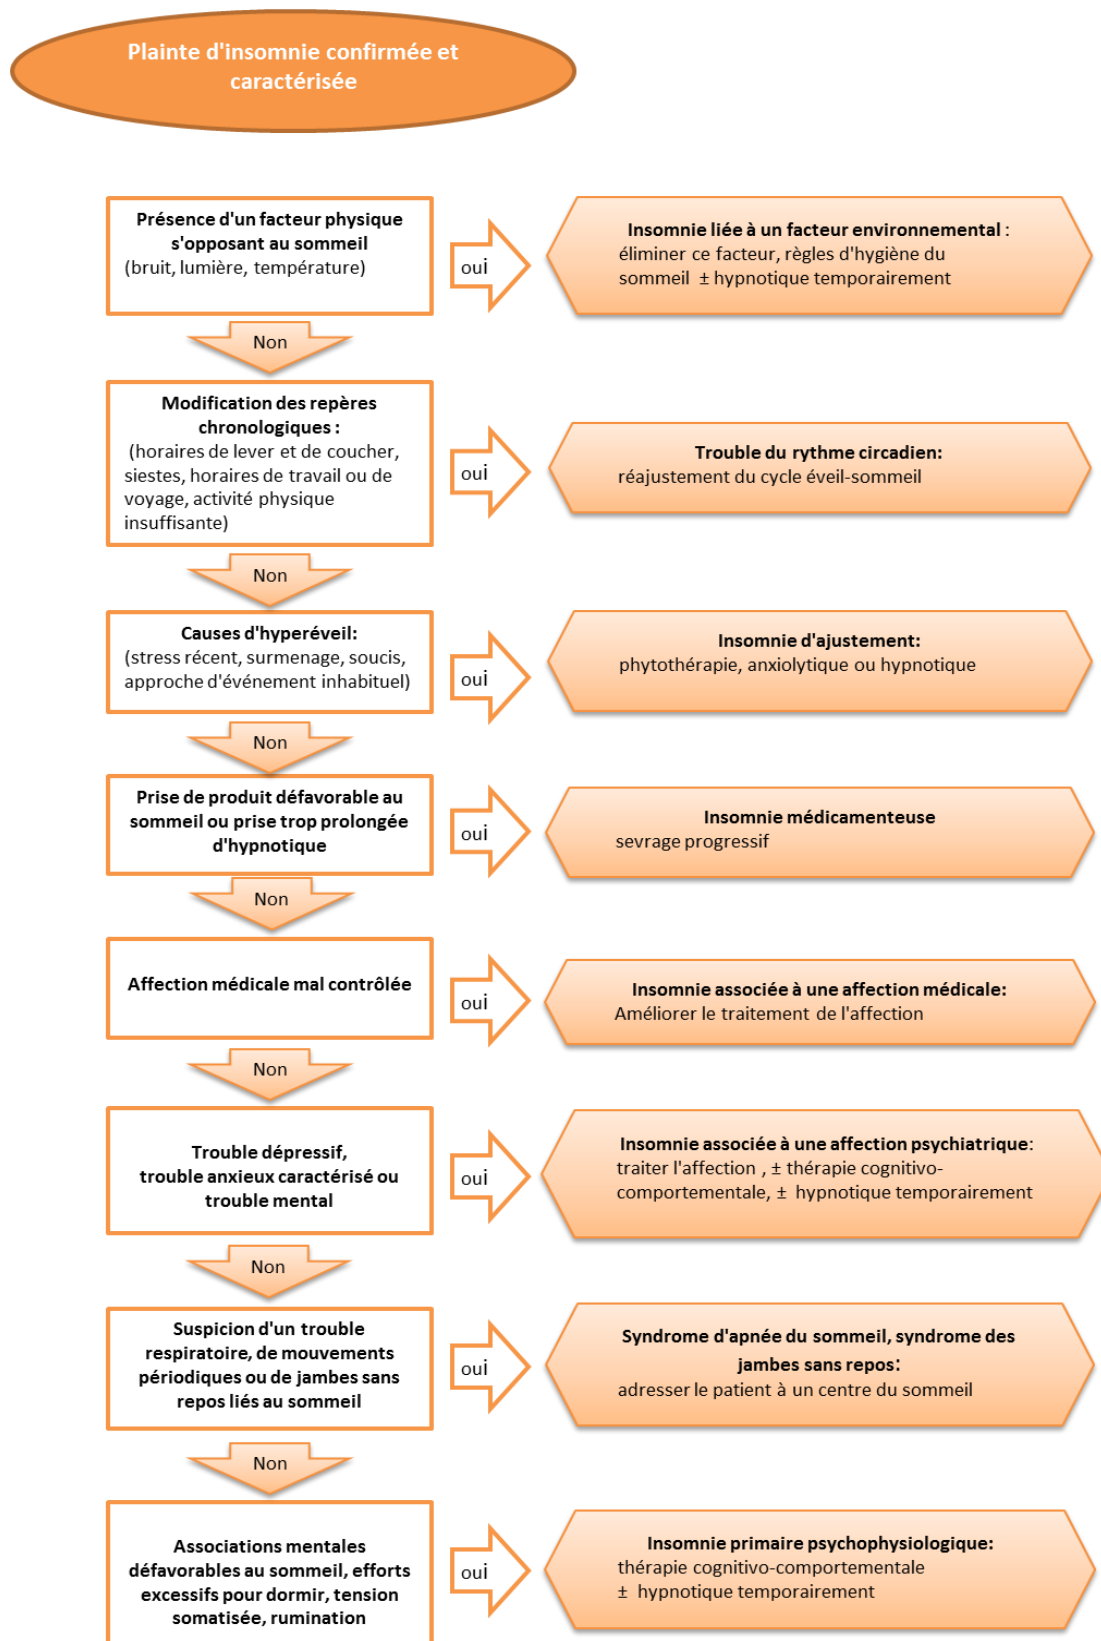 Plainte d'insomnie confirmée et
caractérisée
Présence d'un facteur physique
s'opposant au sommeil
(bruit, lumière, température)
oui
Insomnie liée à un facteur environnemental :
éliminer ce facteur, règles d'hygiène du
sommeil ± hypnotique temporairement
Non
Modification des repères
chronologiques :
(horaires de lever et de coucher,
siestes, horaires de travail ou de
voyage, activité physique
insuffisante)
oui
Trouble du rythme circadien:
réajustement du cycle éveil-sommeil
Non
Causes d'hyperéveil:
(stress récent, surmenage, soucis,
approche d'événement inhabituel)
oui
Insomnie d'ajustement:
phytothérapie, anxiolytique ou hypnotique
Non
Prise de produit défavorable au
sommeil ou prise trop prolongée
d'hypnotique
oui
Insomnie médicamenteuse
sevrage progressif
Non
Affection médicale mal contrôlée
oui
Insomnie associée à une affection médicale:
Améliorer le traitement de l'affection
Non
Trouble dépressif,
trouble anxieux caractérisé ou
trouble mental
oui
Insomnie associée à une affection psychiatrique:
traiter l'affection , ± thérapie cognitivo-
comportementale, ± hypnotique temporairement
Non
Suspicion d'un trouble
respiratoire, de mouvements
périodiques ou de jambes sans
repos liés au sommeil
oui
Syndrome d'apnée du sommeil, syndrome des
jambes sans repos:
adresser le patient à un centre du sommeil
Non
Associations mentales
défavorables au sommeil, efforts
excessifs pour dormir, tension
somatisée, rumination
oui
Insomnie primaire psychophysiologique:
thérapie cognitivo-comportementale
± hypnotique temporairement